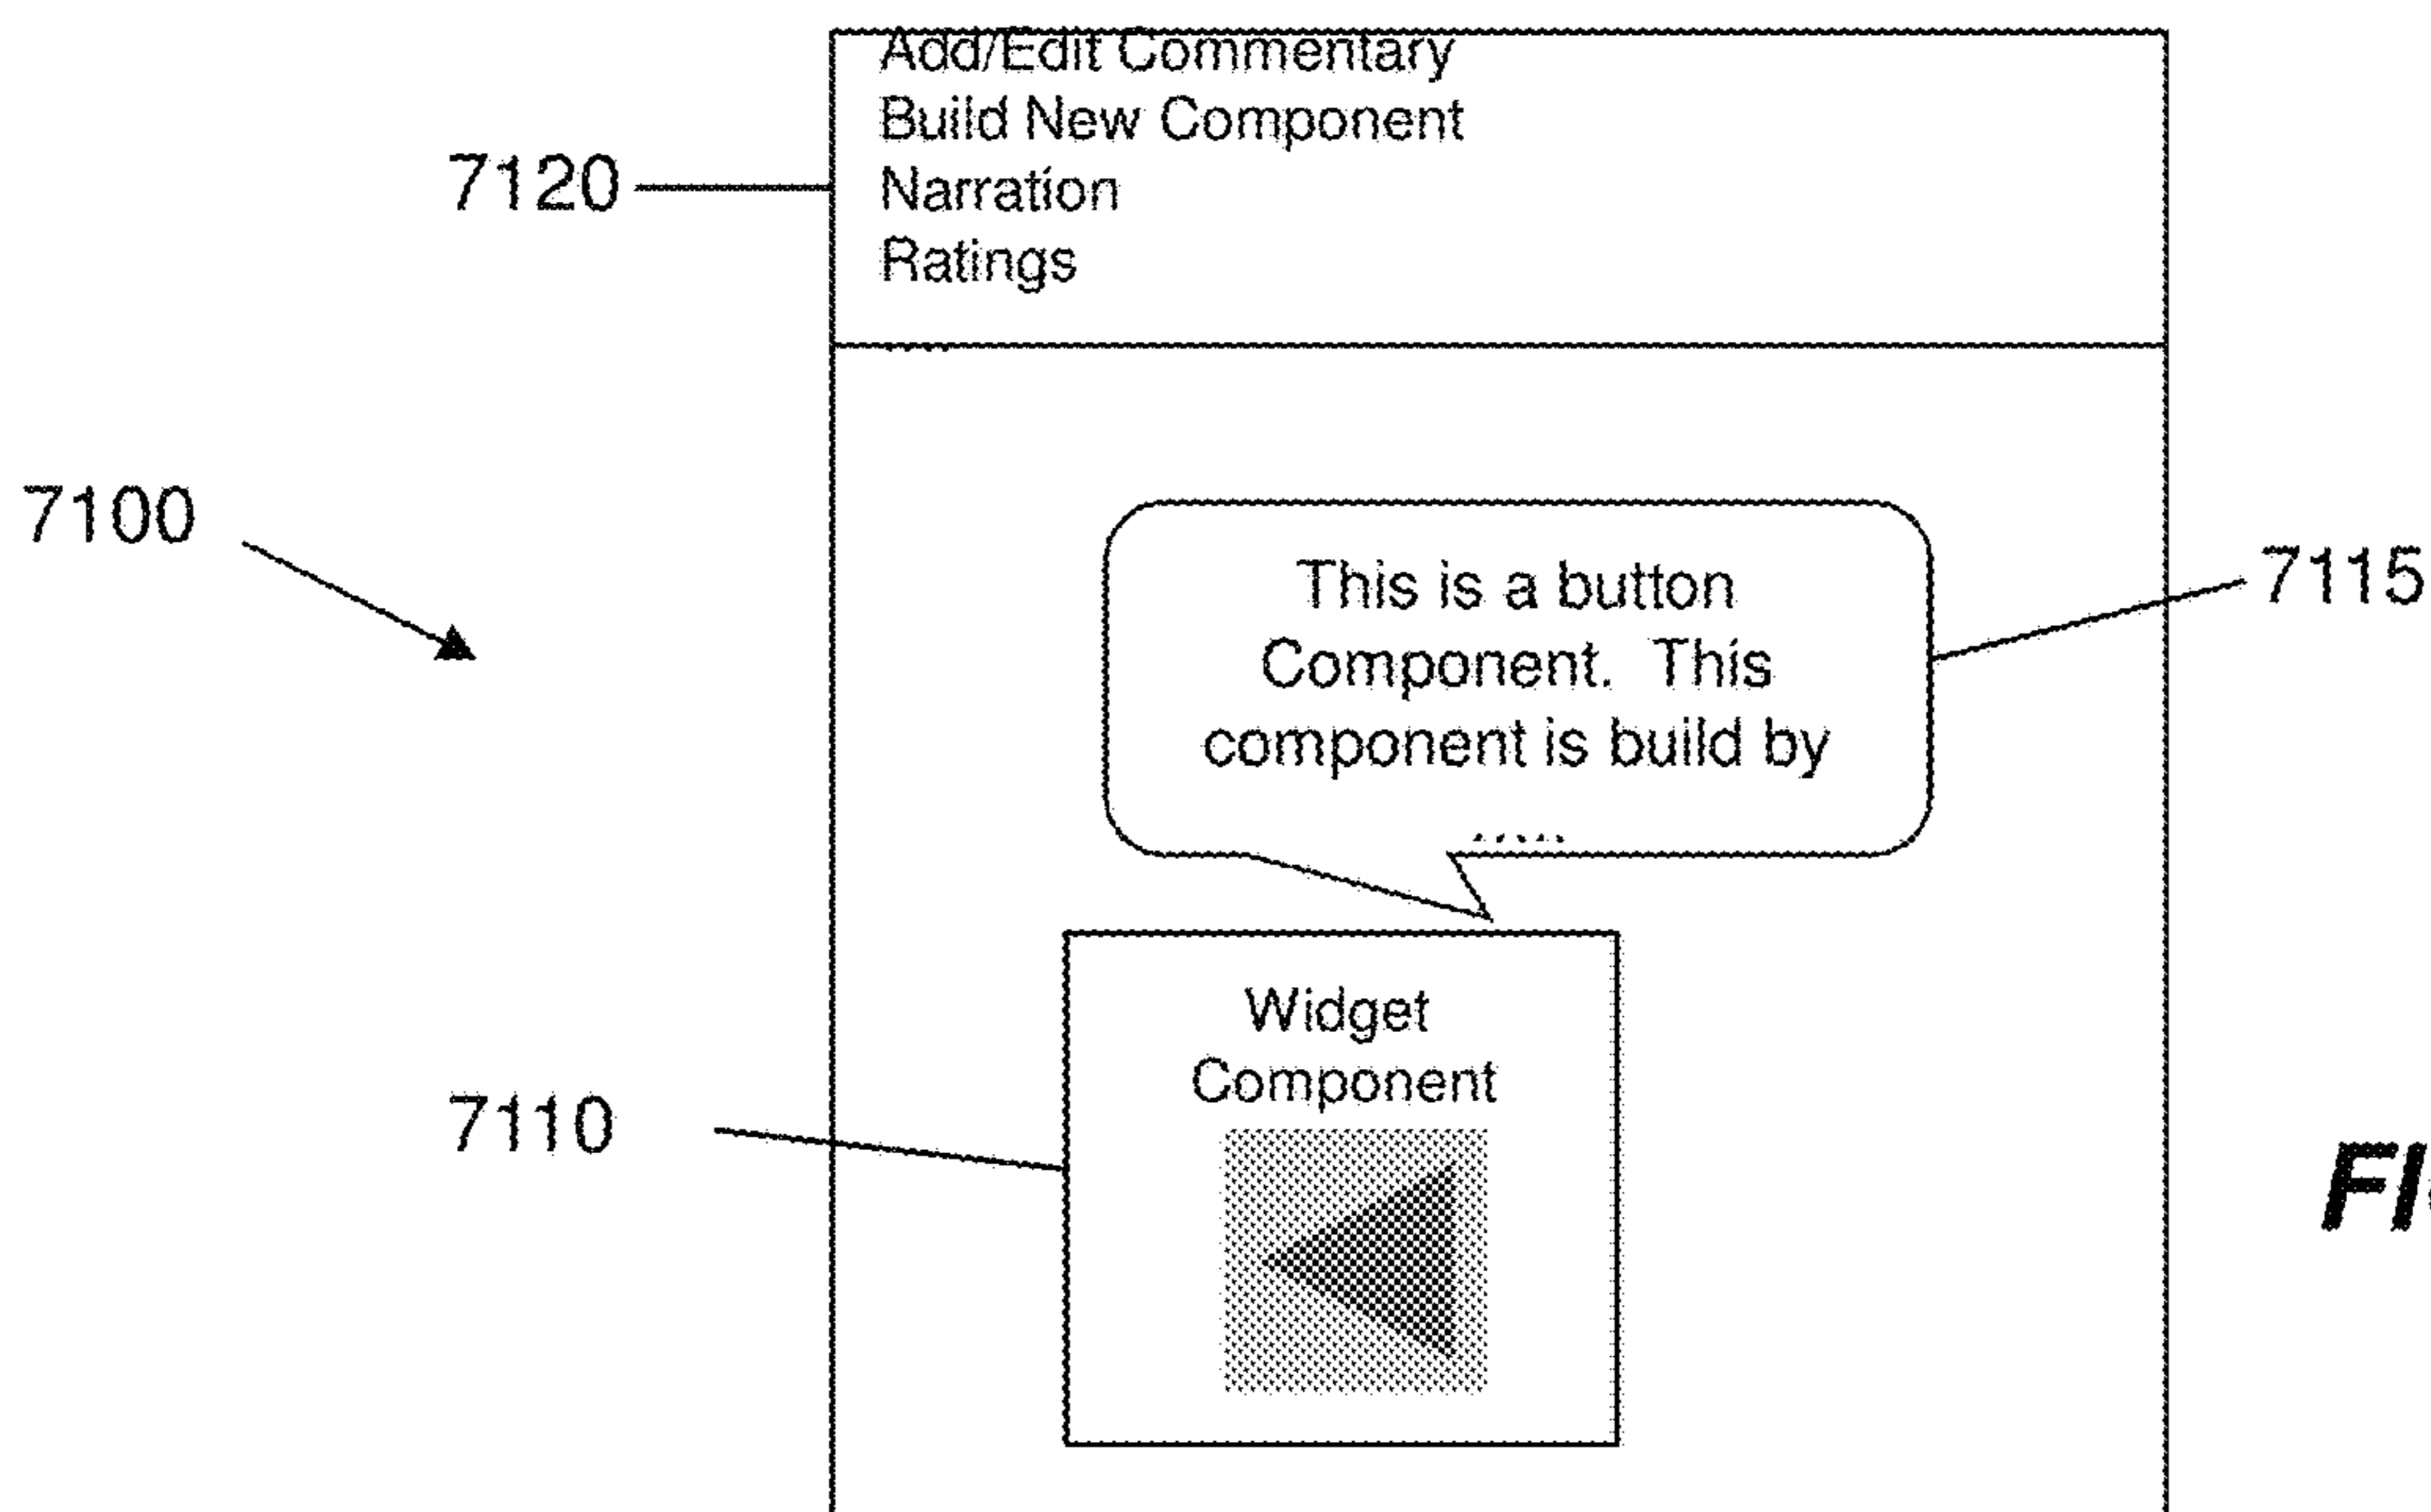 Add/Edit Commentary
Build New Component
7120
Narration
Ratings
7100
This is a button
7115
Component.  This
component is build by
.....
Widget
Component
7110